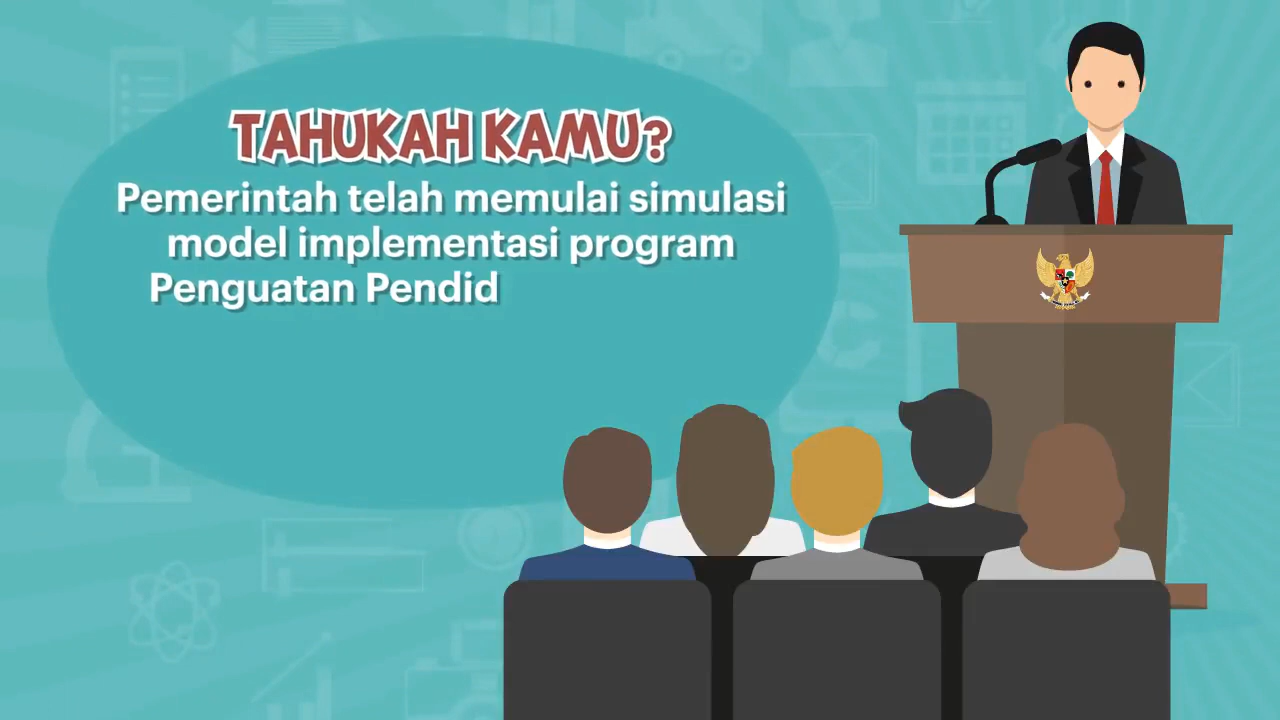 TAHUKAH KAMU?
Pemerintah telah memulai simulasi
model implementasi program
Penguatan Pendid